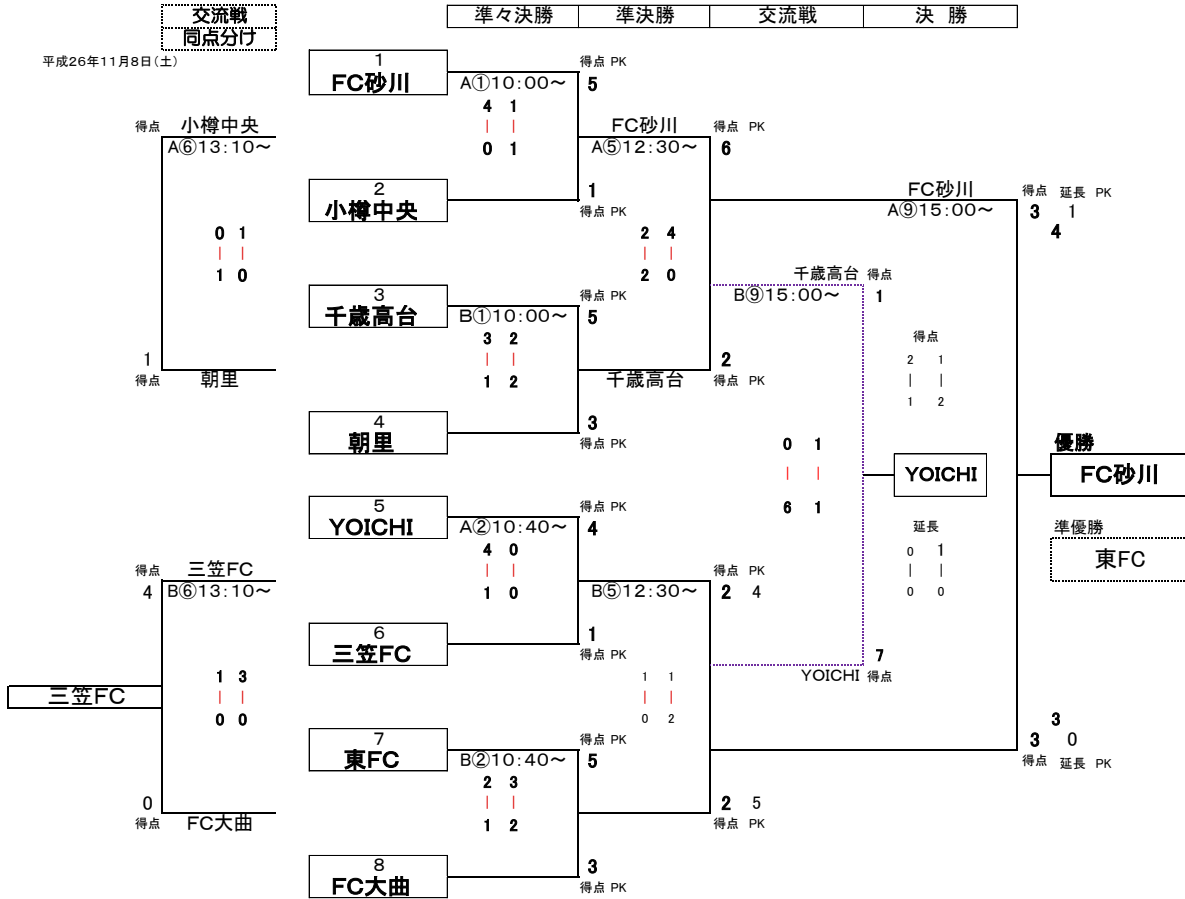 交流戦 準々決勝 準決勝 交流戦 決 勝
同点分け
平成26年11月8日(土)
1
FC砂川
得点 PK
5
A①10:00～
4 1
| |
0 1
得点 小樽中央
A⑥13:10～
FC砂川
A⑤12:30～
得点 PK
6
2
小樽中央
1
得点 PK
FC砂川
A⑨15:00～
得点 延長 PK
3 1
4
0 1
| |
1 0
2 4
| |
2 0
千歳高台 得点
B⑨15:00～ 1
3
千歳高台
得点 PK
5
B①10:00～
3 2
| |
1 2
得点
2 1
| |
1 2
1
得点 朝里
2
千歳高台 得点 PK
4
朝里
3
得点 PK
0 1
| |
6 1
優勝
YOICHI
FC砂川
5
YOICHI
得点 PK
4
A②10:40～
4 0
| |
1 0
延長
0 1
| |
0 0
準優勝
東FC
得点 三笠FC
4 B⑥13:10～
B⑤12:30～
得点 PK
2 4
6
三笠FC
1
得点 PK
7
YOICHI 得点
三笠FC
1 3
| |
0 0
1 1
| |
0 2
3
3 0
得点 延長 PK
7
東FC
得点 PK
5
B②10:40～
2 3
| |
1 2
0
得点 FC大曲
2 5
得点 PK
8
FC大曲
3
得点 PK